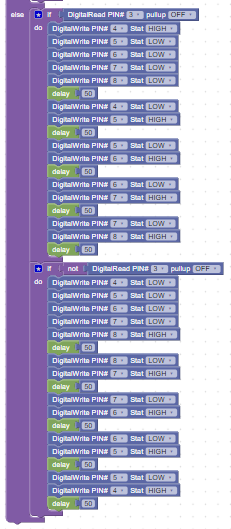 else if DigitalRead PIN# 3 pullup OFF
do DigitalWrite PIN# 4 Stat HIGH
DigitalWrite PIN# 5 Stat LOW
DigitalWrite PIN# 6 Stat LOW
DigitalWrite PIN# 7 Stat LOW
DigitalWrite PIN# 8 Stat LOW
delay 50
DigitalWrite PIN# 4 Stat LOW
DigitalWrite PIN# 5 Stat HIGH
delay 50
DigitalWrite PIN# 5 Stat LOW
DigitalWrite PIN# 6 Stat HIGH
delay 50
DigitalWrite PIN# 6 Stat LOW
DigitalWrite PIN# 7 Stat HIGH
delay 50
DigitalWrite PIN# 7 Stat LOW
DigitalWrite PIN# 8 Stat HIGH
delay 50
if not DigitalRead PIN# 3 pullup OFF
do DigitalWrite PIN# 4 Stat LOW
DigitalWrite PIN# 5 Stat LOW
DigitalWrite PIN# 6 Stat LOW
DigitalWrite PIN# 7 Stat LOW
DigitalWrite PIN# 8 Stat HIGH
delay 50
DigitalWrite PIN# 8 Stat LOW
DigitalWrite PIN# 7 Stat HIGH
delay 50
DigitalWrite PIN# 7 Stat LOW
DigitalWrite PIN# 6 Stat HIGH
delay 50
DigitalWrite PIN# 6 Stat LOW
DigitalWrite PIN# 5 Stat HIGH
delay 50
DigitalWrite PIN# 5 Stat LOW
DigitalWrite PIN# 4 Stat HIGH
delay 50